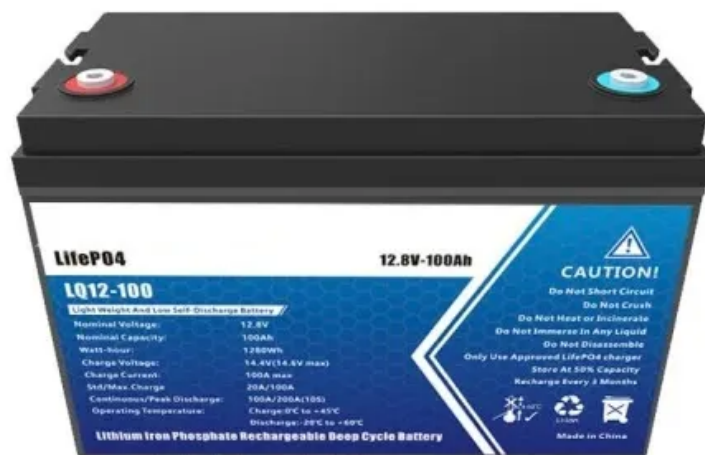 LifePO4
12.8V-100Ah
LQ12-100
Light Weight And Low Self-Discharge Battery
Nominal Voltage: 12.8V
Nominal Capacity: 100Ah
Watt-hour: 1280Wh
Charge Voltage: 14.4V(14.6V max)
Charge Current: 100A max
Std/Max.Charge 20A/100A
Continuous/Peak Discharge: 100A/200A(10S)
Operating Temperature: Charge:0℃ to +45℃
Discharge:-20℃ to +60℃
Lithium Iron Phosphate Rechargeable Deep Cycle Battery
CAUTION!
Do Not Short Circuit
Do Not Crush
Do Not Heat or Incinerate
Do Not Immerse In Any Liquid
Do Not Disassemble
Only Use Approved LifePO4 charger
Store At 50% Capacity
Recharge Every 3 Months
Li-ion
Made in China